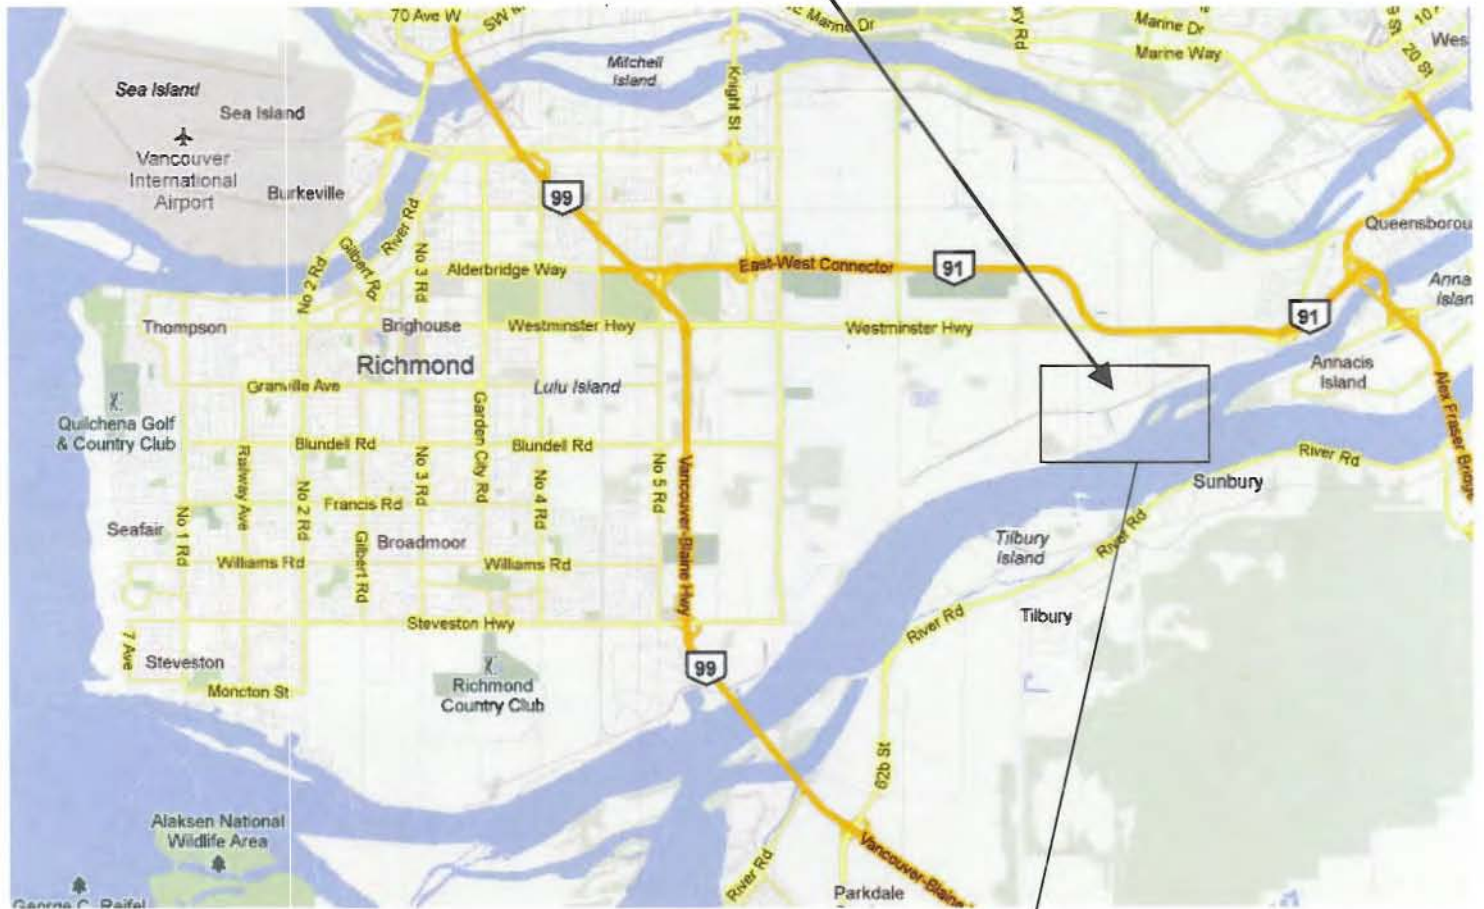 70 Ave W
Marine Dr
Marine Dr
Marine Way
20 St
Mitchell
Island
Knight St
Sea Island
Sea Island
Vancouver
International
Airport
Burkeville
99
River Rd
Gilbert Rd
No 2 Rd
No 3 Rd
Alderbridge Way
East-West Connector
91
Queensborou
Anna
islan
Thompson
Brighouse
Westminster Hwy
Westminster Hwy
91
Richmond
Granville Ave
Lulu Island
Annacis
Island
Alex Fraser Bridge
Quilchena Golf
& Country Club
Garden City Rd
Blundell Rd
Blundell Rd
River Rd
Railway Ave
No 2 Rd
No 3 Rd
No 4 Rd
No 5 Rd
Vancouver-Blaine Hwy
Sunbury
Francis Rd
Seafair
No 1 Rd
Gilbert Rd
Broadmoor
Tilbury
Island
River Rd
Williams Rd
Williams Rd
Steveston Hwy
River Rd
Tilbury
7 Ave
Steveston
Moncton St
99
Richmond
Country Club
62b St
Alaksen National
Wildlife Area
River Rd
Vancouver-Blaine
Parkdale
George C. Reifel